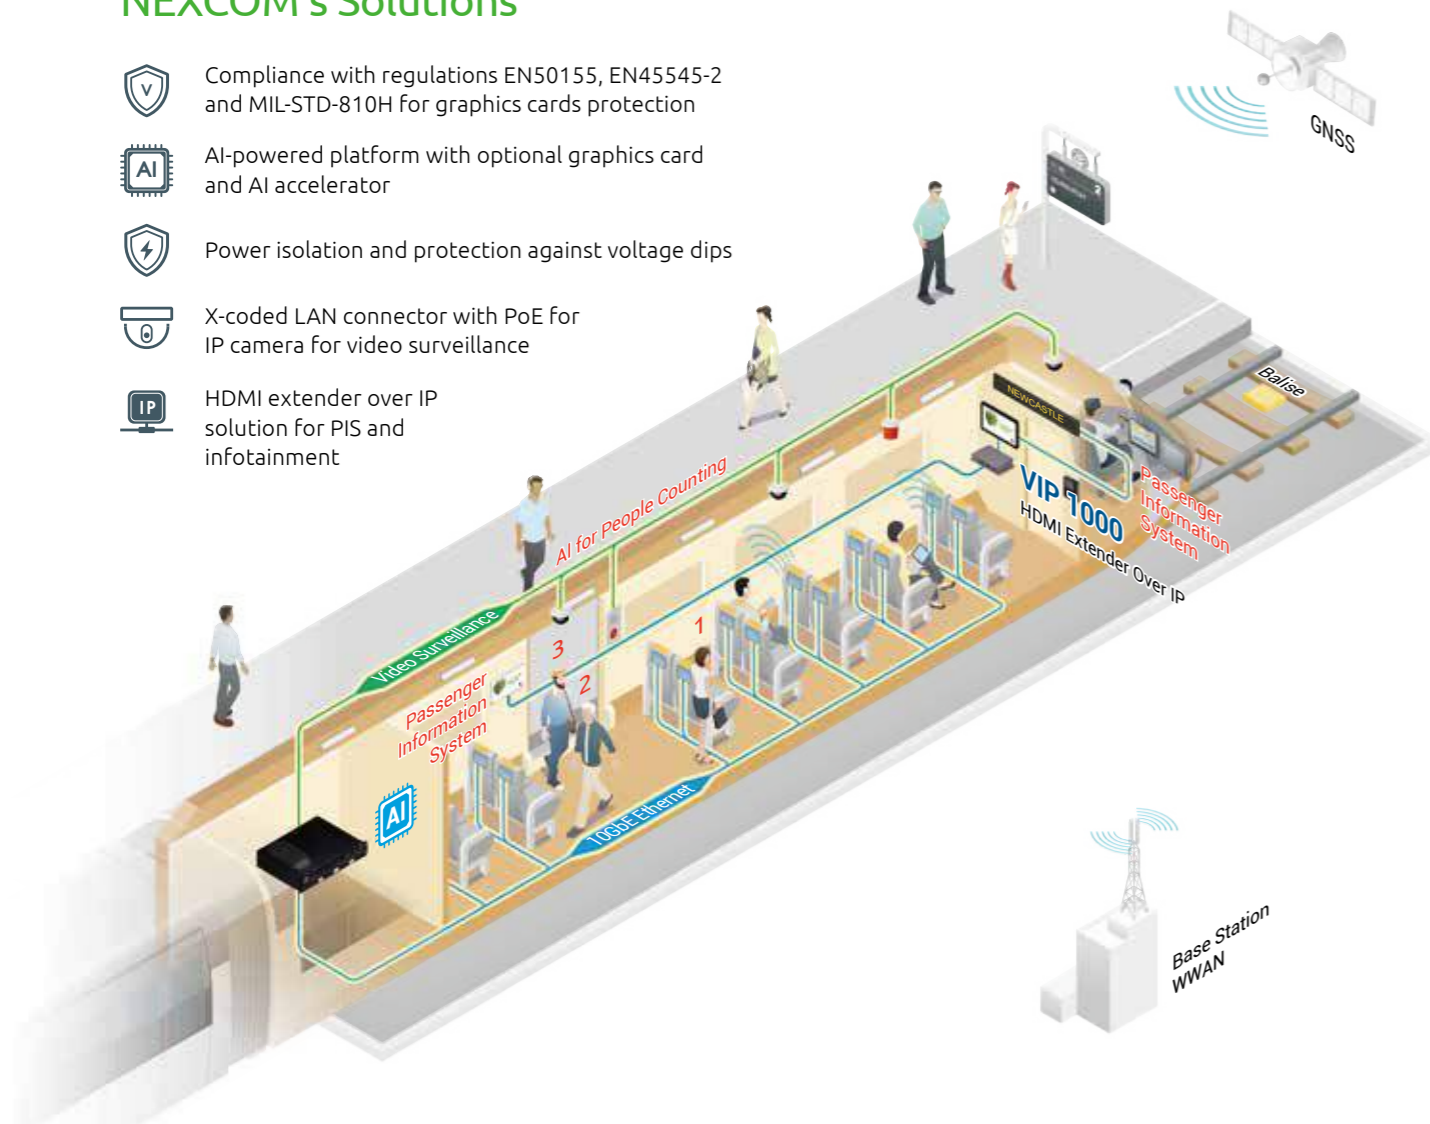 NEXCOM's Solutions
V
Compliance with regulations EN50155, EN45545-2
and MIL-STD-810H for graphics cards protection
AI
AI-powered platform with optional graphics card
and AI accelerator
Power isolation and protection against voltage dips
X-coded LAN connector with PoE for
IP camera for video surveillance
IP
HDMI extender over IP
solution for PIS and
infotainment
GNSS
2
Balise
NEWCASTLE
Passenger
Information
System
VIP 1000
HDMI Extender Over IP
AI for People Counting
Video Surveillance
1
3
2
Passenger
Information
System
AI
10GbE Ethernet
Base Station
WWAN